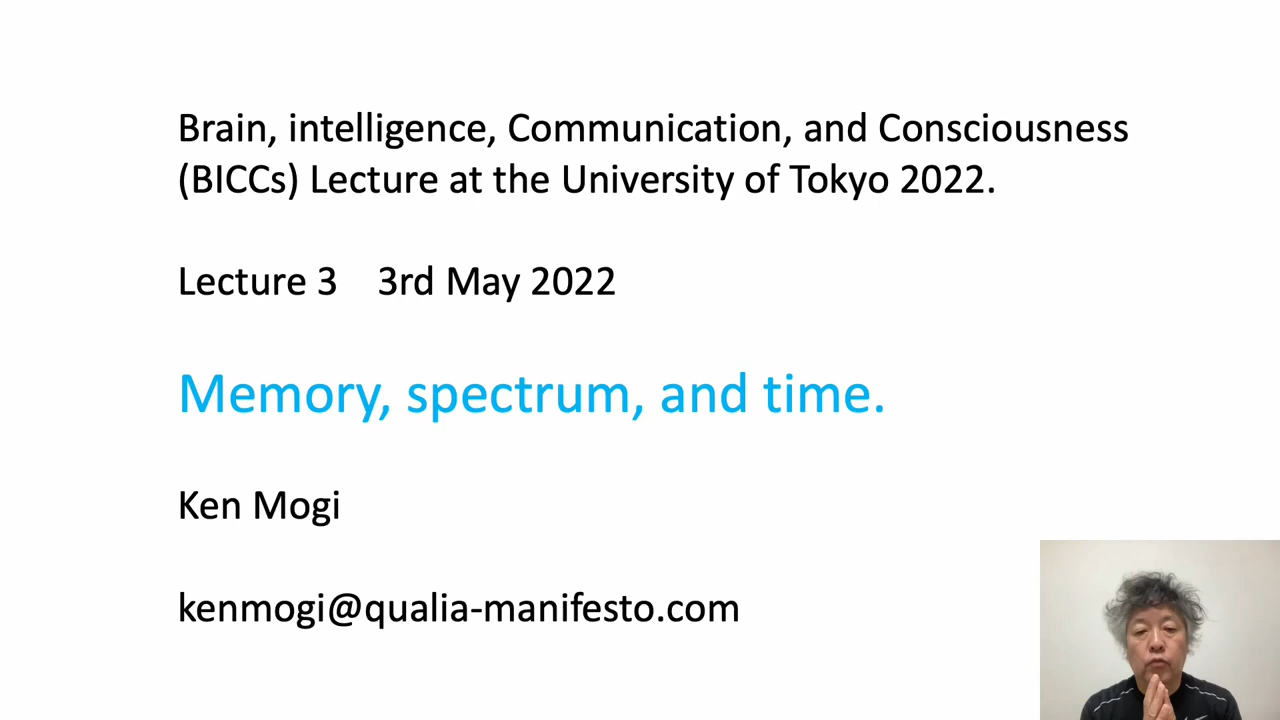 Brain, intelligence, Communication, and Consciousness
(BICCs) Lecture at the University of Tokyo 2022.
Lecture 3 3rd May 2022
Memory, spectrum, and time.
Ken Mogi
kenmogi@qualia-manifesto.com